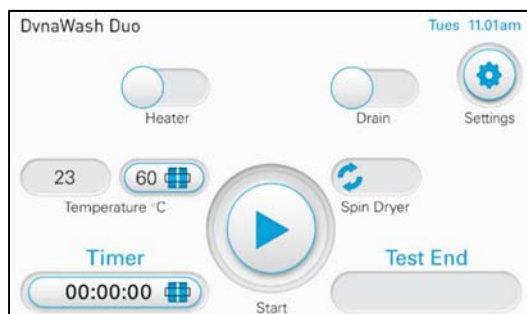 DynaWash Duo
Tues 11.01am
Heater
Drain
Settings
23
60
Temperature °C
Spin Dryer
Timer
Test End
00:00:00
Start